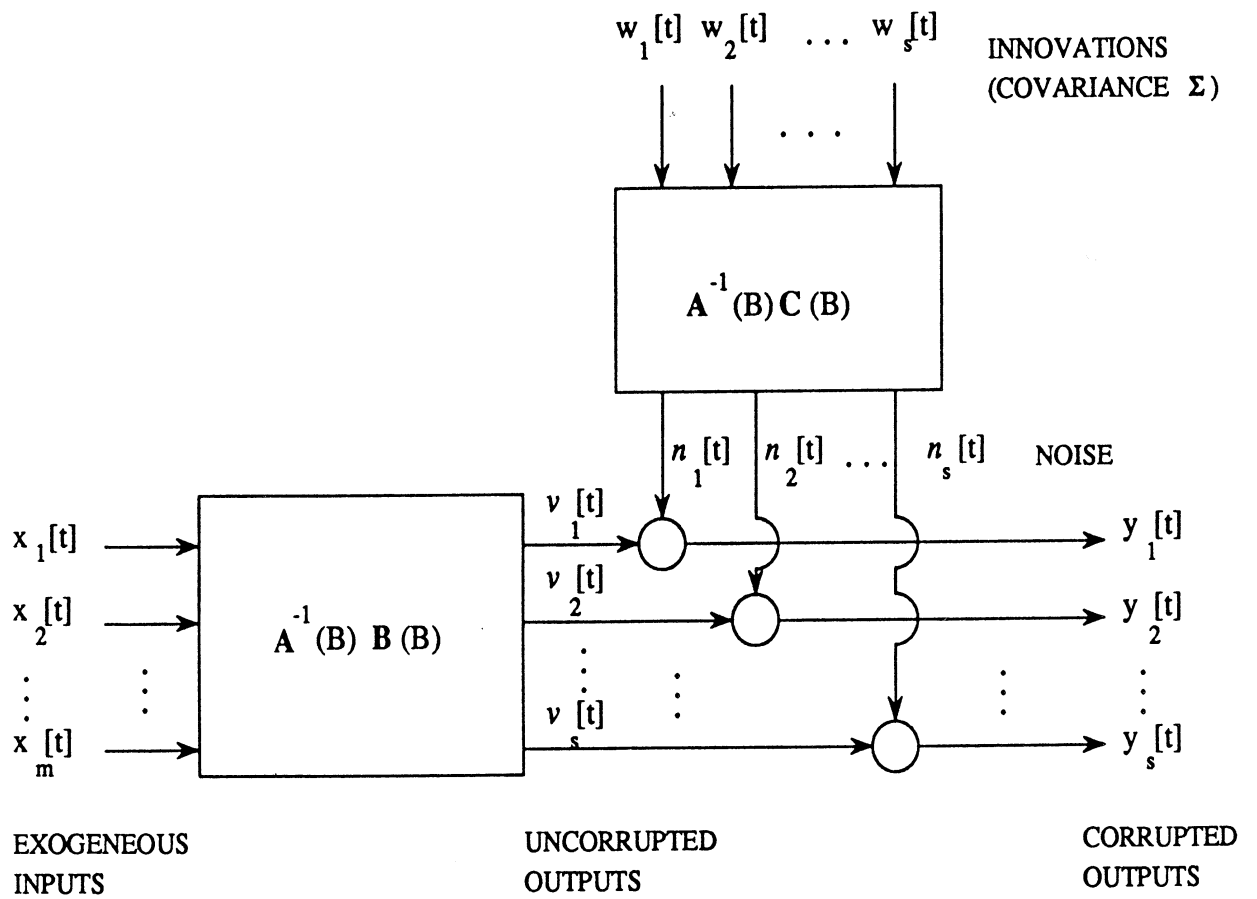 w₁[t] w₂[t] . . . wₛ[t]
INNOVATIONS
(COVARIANCE Σ)
. . .
A⁻¹(B) C (B)
n₁[t] n₂[t] . . . nₛ[t] NOISE
x₁[t]
x₂[t]
xₘ[t]
A⁻¹(B) B (B)
v₁[t]
v₂[t]
vₛ[t]
y₁[t]
y₂[t]
yₛ[t]
EXOGENEOUS
INPUTS
UNCORRUPTED
OUTPUTS
CORRUPTED
OUTPUTS